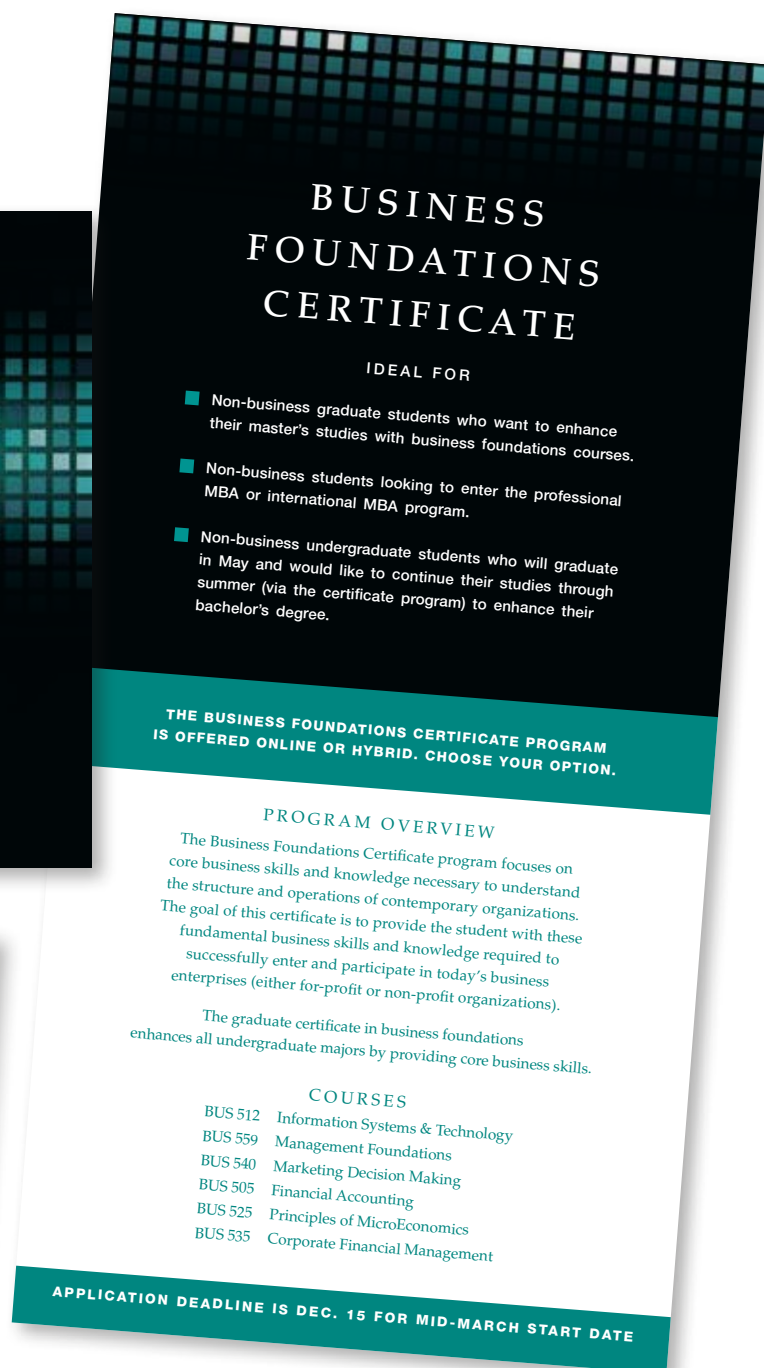 BUSINESS
FOUNDATIONS
CERTIFICATE
IDEAL FOR
Non-business graduate students who want to enhance
their master's studies with business foundations courses.
Non-business students looking to enter the professional
MBA or international MBA program.
Non-business undergraduate students who will graduate
in May and would like to continue their studies through
summer (via the certificate program) to enhance their
bachelor's degree.
THE BUSINESS FOUNDATIONS CERTIFICATE PROGRAM
IS OFFERED ONLINE OR HYBRID. CHOOSE YOUR OPTION.
PROGRAM OVERVIEW
The Business Foundations Certificate program focuses on
core business skills and knowledge necessary to understand
the structure and operations of contemporary organizations.
The goal of this certificate is to provide the student with these
fundamental business skills and knowledge required to
successfully enter and participate in today's business
enterprises (either for-profit or non-profit organizations).
The graduate certificate in business foundations
enhances all undergraduate majors by providing core business skills.
COURSES
BUS 512 Information Systems & Technology
BUS 559 Management Foundations
BUS 540 Marketing Decision Making
BUS 505 Financial Accounting
BUS 525 Principles of MicroEconomics
BUS 535 Corporate Financial Management
APPLICATION DEADLINE IS DEC. 15 FOR MID-MARCH START DATE